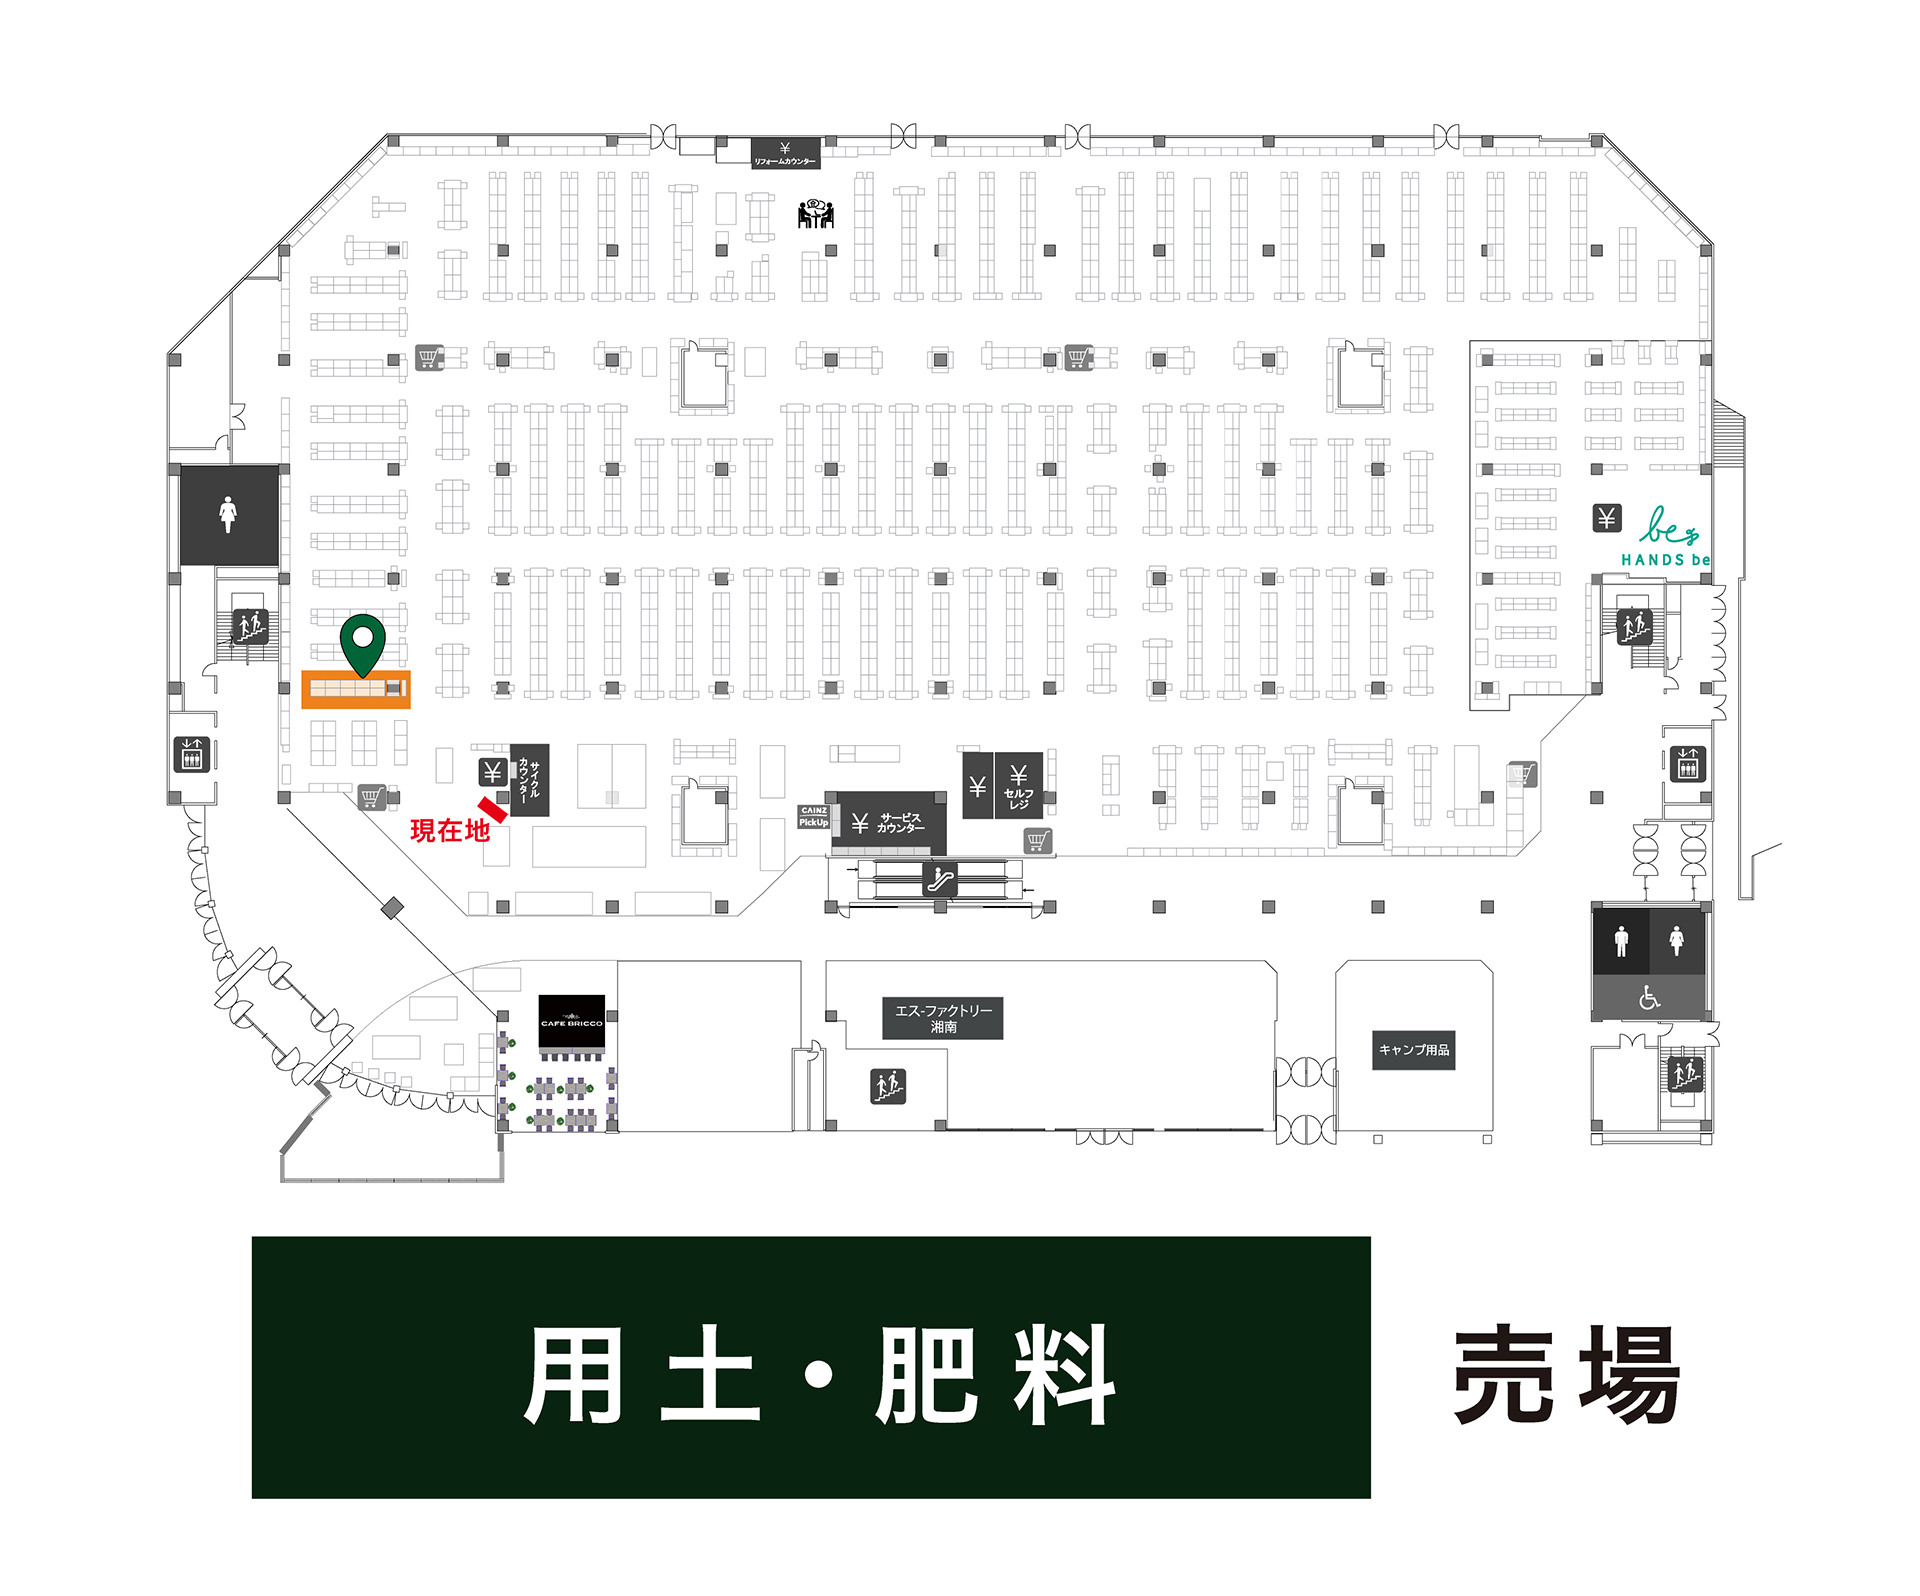 ¥
リフォームカウンター
¥
be
HANDS be
¥
サイクル
カウンター
現在地
¥
¥
セルフ
レジ
CAINZ
PickUp
¥
サービス
カウンター
CAFE BRICCO
エス-ファクトリー
湘南
キャンプ用品
用土・肥料
売場